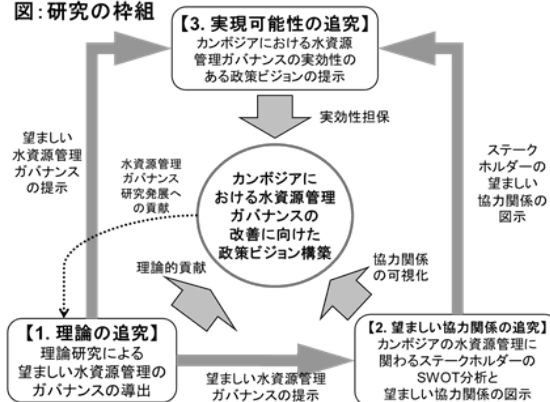 図:研究の枠組
【3. 実現可能性の追究】
カンボジアにおける水資源
管理ガバナンスの実効性の
ある政策ビジョンの提示
実効性担保
望ましい
水資源管理
ガバナンス
の提示
水資源管理
ガバナンス
研究発展へ
の貢献
カンボジアに
おける水資源管理
ガバナンスの
改善に向けた
政策ビジョン構築
ステーク
ホルダーの
望ましい
協力関係の
図示
理論的貢献
協力関係
の可視化
【1. 理論の追究】
理論研究による
望ましい水資源管理の
ガバナンスの導出
望ましい水資源管理
ガバナンスの提示
【2. 望ましい協力関係の追究】
カンボジアの水資源管理に
関わるステークホルダーの
SWOT分析と
望ましい協力関係の図示